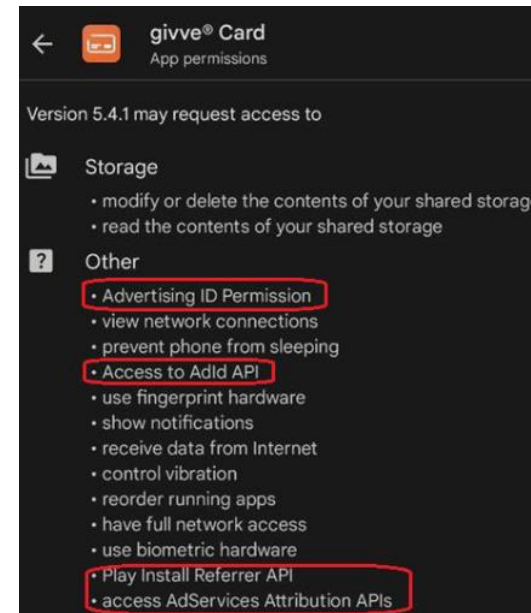 givve® Card
App permissions
Version 5.4.1 may request access to
Storage
• modify or delete the contents of your shared storag
• read the contents of your shared storage
?
Other
• Advertising ID Permission
• view network connections
• prevent phone from sleeping
• Access to AdId API
• use fingerprint hardware
• show notifications
• receive data from Internet
• control vibration
• reorder running apps
• have full network access
• use biometric hardware
• Play Install Referrer API
• access AdServices Attribution APIs